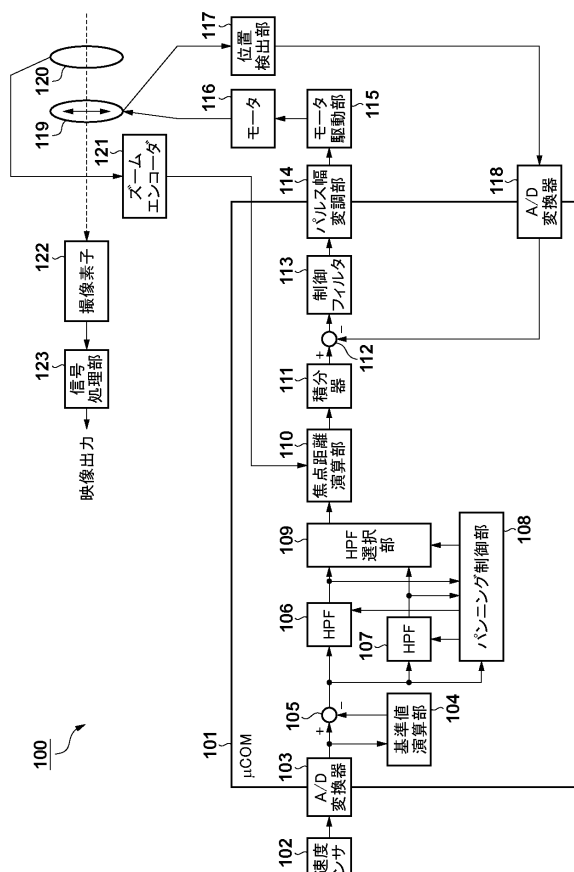 100
101
μCOM
102
速度
ンサ
103
A/D
変換器
104
基準値
演算部
105
+
−
106
HPF
107
HPF
108
パンニング制御部
109
HPF
選択
部
110
焦点距離
演算部
111
積分
器
112
+
−
113
制御
フィルタ
114
パルス幅
変調部
115
モータ
駆動部
116
モータ
117
位置
検出部
118
A/D
変換器
119
120
121
ズーム
エンコーダ
122
撮像素子
123
信号
処理部
映像出力